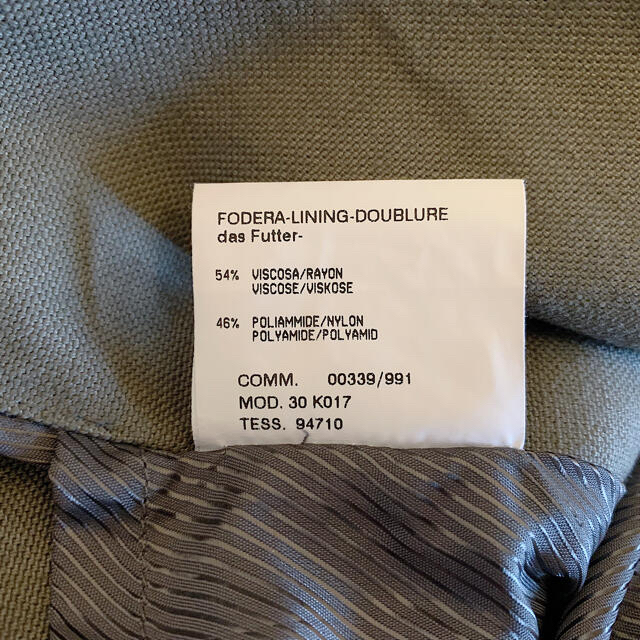 FODERA-LINING-DOUBLURE
das Futter-
54% VISCOSA/RAYON
VISCOSE/VISKOSE
46% POLIAMMIDE/NYLON
POLYAMIDE/POLYAMID
COMM. 00339/991
MOD. 30 K017
TESS. 94710